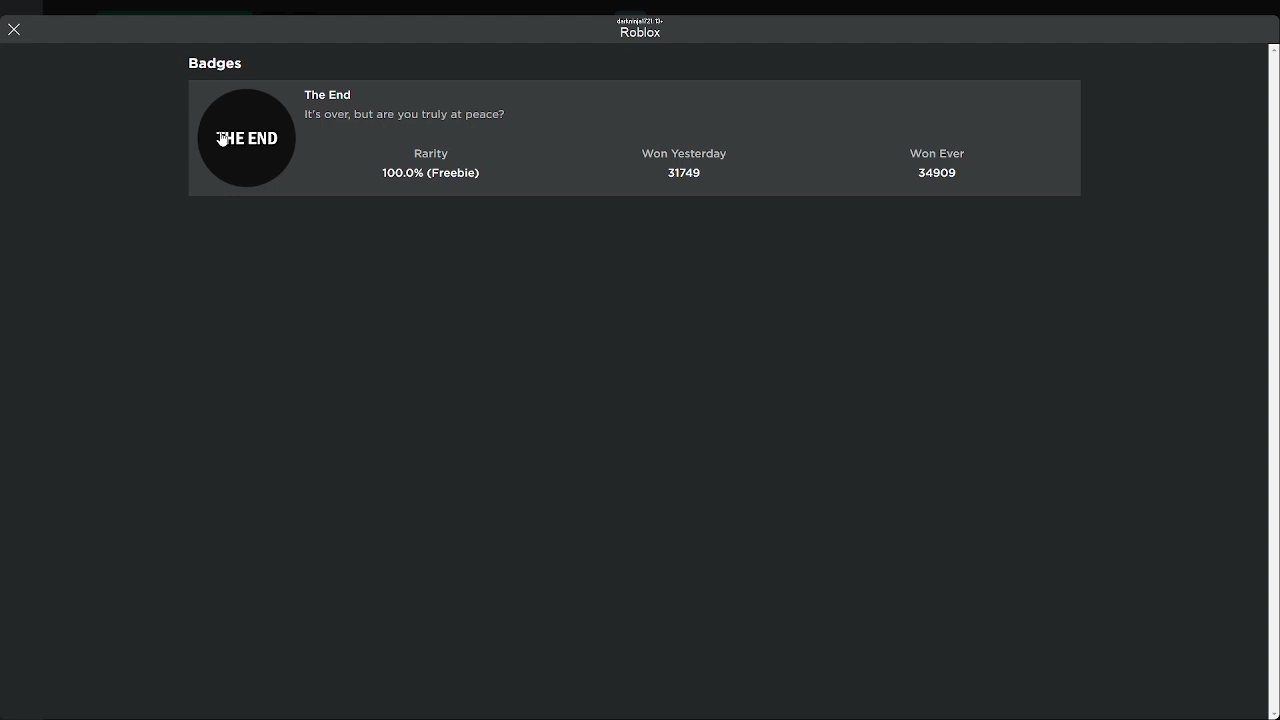 Roblox
Badges
THE END
The End
It's over, but are you truly at peace?
Rarity
Won Yesterday
Won Ever
100.0% (Freebie)
31749
34909